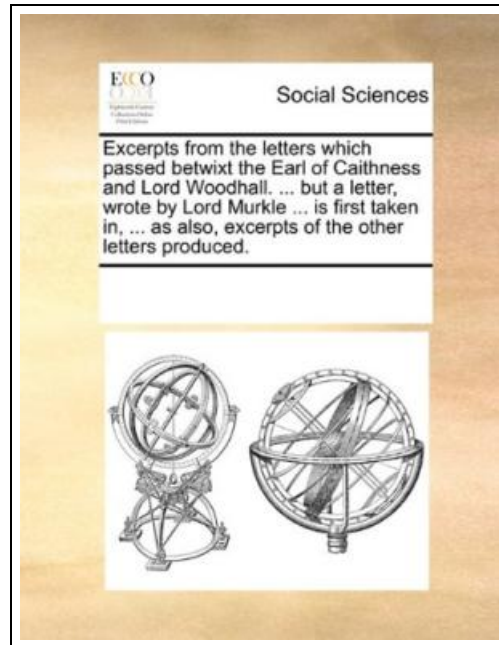 ECCO
Social Sciences
Excerpts from the letters which
passed betwixt the Earl of Caithness
and Lord Woodhall. ... but a letter,
wrote by Lord Murkle ... is first taken
in, ... as also, excerpts of the other
letters produced.